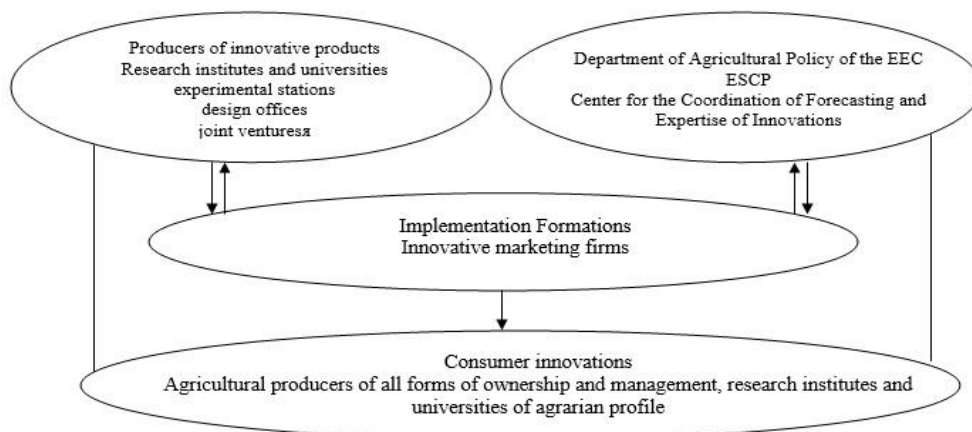 Producers of innovative products
Research institutes and universities
experimental stations
design offices
joint venturesя
Department of Agricultural Policy of the EEC
ESCP
Center for the Coordination of Forecasting and
Expertise of Innovations
Implementation Formations
Innovative marketing firms
Consumer innovations
Agricultural producers of all forms of ownership and management, research institutes and
universities of agrarian profile